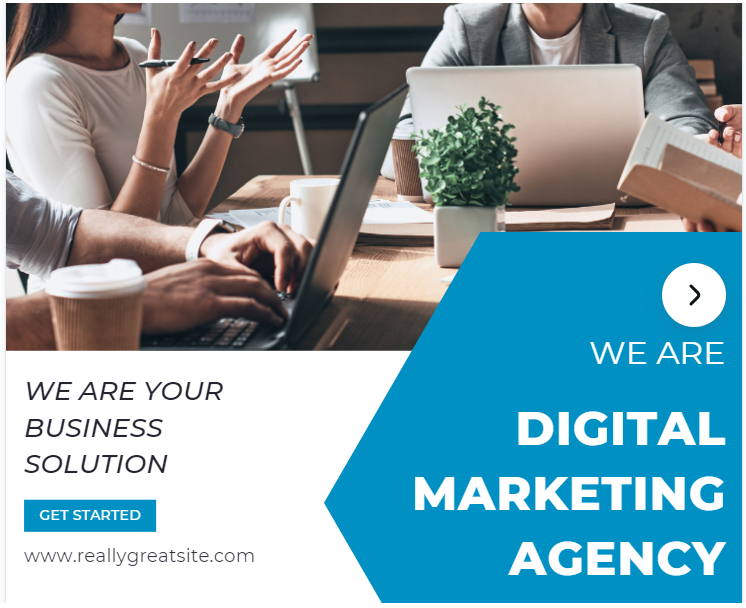 WE ARE YOUR
BUSINESS
SOLUTION
GET STARTED
www.reallygreatsite.com
WE ARE
DIGITAL
MARKETING
AGENCY